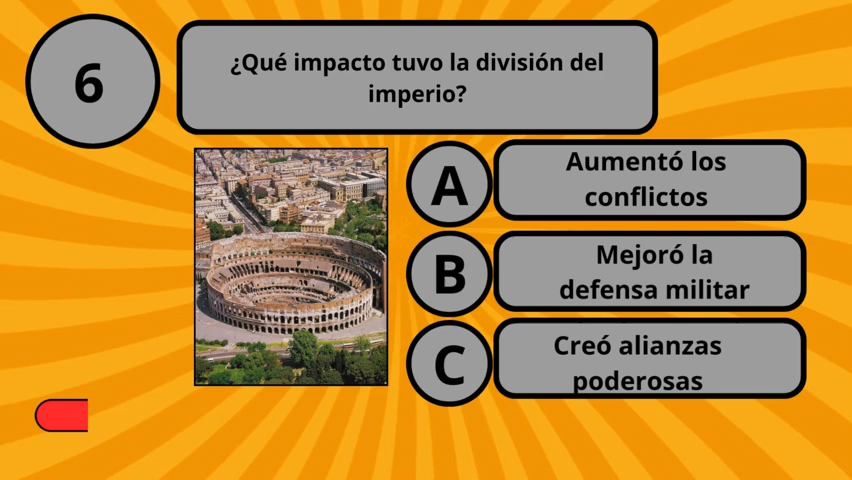 6
¿Qué impacto tuvo la división del
imperio?
A
Aumentó los
conflictos
B
Mejoró la
defensa militar
C
Creó alianzas
poderosas